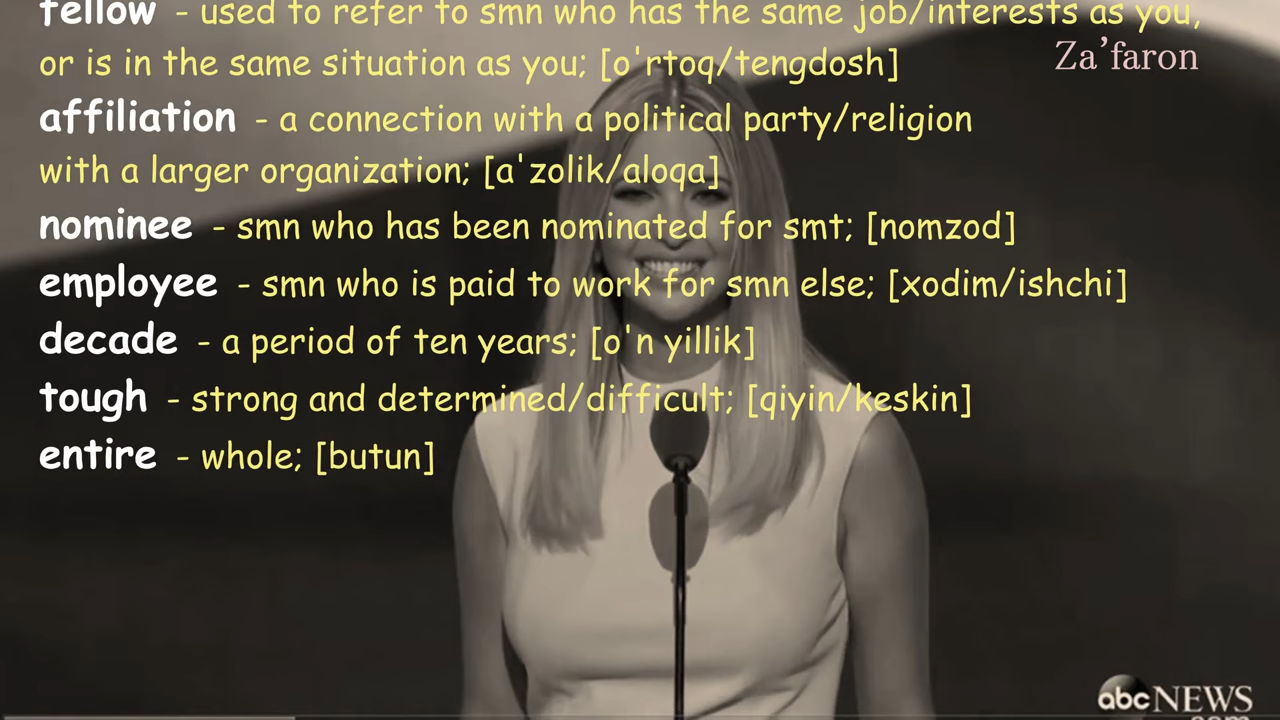 fellow - used to refer to smn who has the same job/interests as you,
or is in the same situation as you; [o'rtoq/tengdosh]
Za’faron
affiliation - a connection with a political party/religion
with a larger organization; [a'zolik/aloqa]
nominee - smn who has been nominated for smt; [nomzod]
employee - smn who is paid to work for smn else; [xodim/ishchi]
decade - a period of ten years; [o'n yillik]
tough - strong and determined/difficult; [qiyin/keskin]
entire - whole; [butun]
abc NEWS
.com